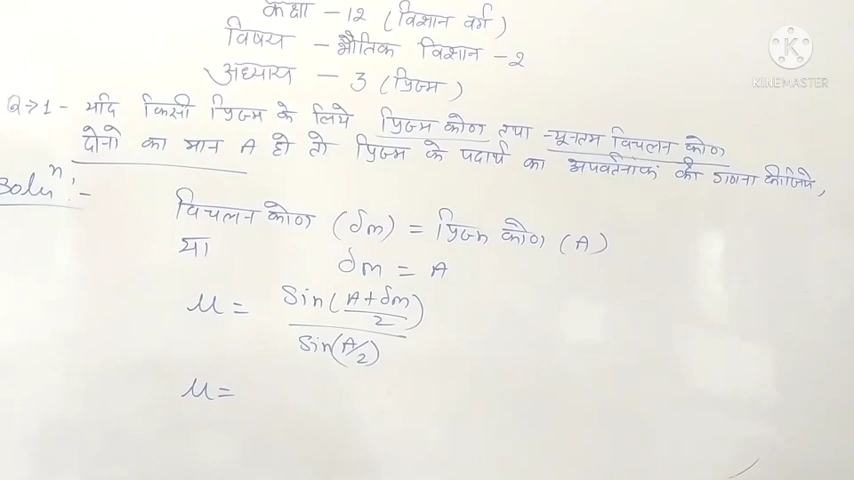 कक्षा - 12 (विज्ञान वर्ग)
विषय - भौतिक विज्ञान - 2
अध्याय - 3 (प्रिज्म)
K
KINEMASTER
Q→1 - यदि किसी प्रिज्म के लिये प्रिज्म कोण तथा न्यूनतम विचलन कोण
दोनो का मान A हो तो प्रिज्म के पदार्थ का अपवर्तनाकं की गणना कीजिये,
Soluⁿ:-
विचलन कोण (δm) = प्रिज्म कोण (A)
या
δm = A
μ = Sin(A+δm/2) / Sin(A/2)
μ =